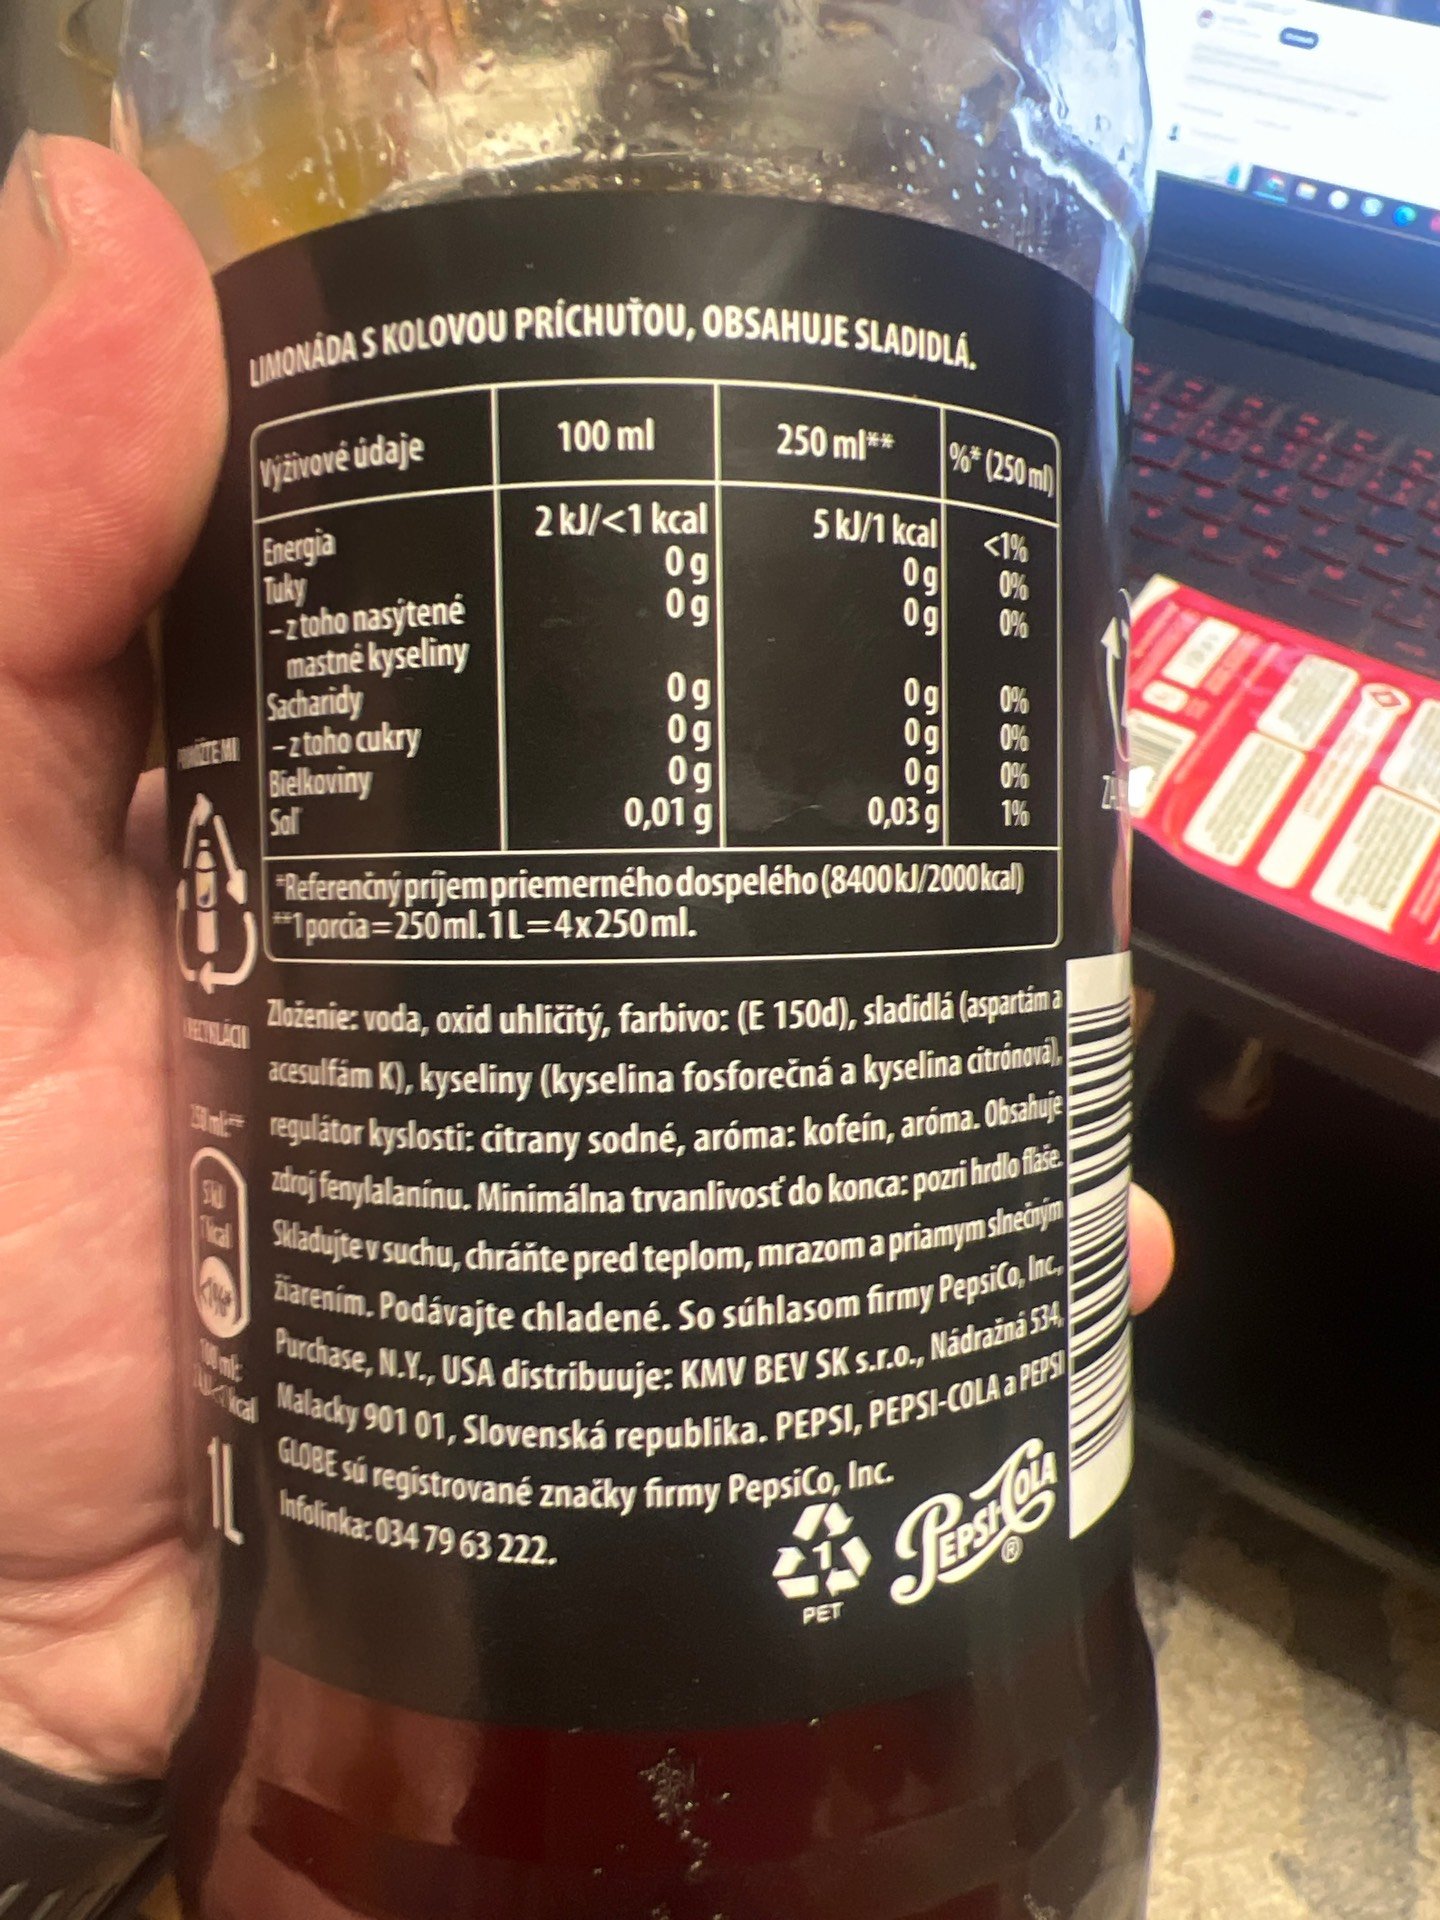 LIMONÁDA S KOLOVOU PRÍCHUŤOU, OBSAHUJE SLADIDLÁ.
Výživové údaje 100 ml 250 ml** %* (250 ml)
Energia 2 kJ/<1 kcal 5 kJ/1 kcal <1%
Tuky 0 g 0 g 0%
– z toho nasýtené 0 g 0 g 0%
mastné kyseliny
Sacharidy 0 g 0 g 0%
– z toho cukry 0 g 0 g 0%
Bielkoviny 0 g 0 g 0%
Soľ 0,01 g 0,03 g 1%
*Referenčný príjem priemerného dospelého (8400 kJ/2000 kcal)
**1 porcia = 250 ml. 1 L = 4 x 250 ml.
Zloženie: voda, oxid uhličitý, farbivo: (E 150d), sladidlá (aspartám a
acesulfám K), kyseliny (kyselina fosforečná a kyselina citrónová),
regulátor kyslosti: citrany sodné, aróma: kofeín, aróma. Obsahuje
zdroj fenylalanínu. Minimálna trvanlivosť do konca: pozri hrdlo fľaše.
Skladujte v suchu, chráňte pred teplom, mrazom a priamym slnečným
žiarením. Podávajte chladené. So súhlasom firmy PepsiCo, Inc.,
Purchase, N.Y., USA distribuuje: KMV BEV SK s.r.o., Nádražná 534,
Malacky 901 01, Slovenská republika. PEPSI, PEPSI-COLA a PEPSI
GLOBE sú registrované značky firmy PepsiCo, Inc.
Infolinka: 034 79 63 222.
250 ml**
1L
1
PET
PEPSI-COLA
®